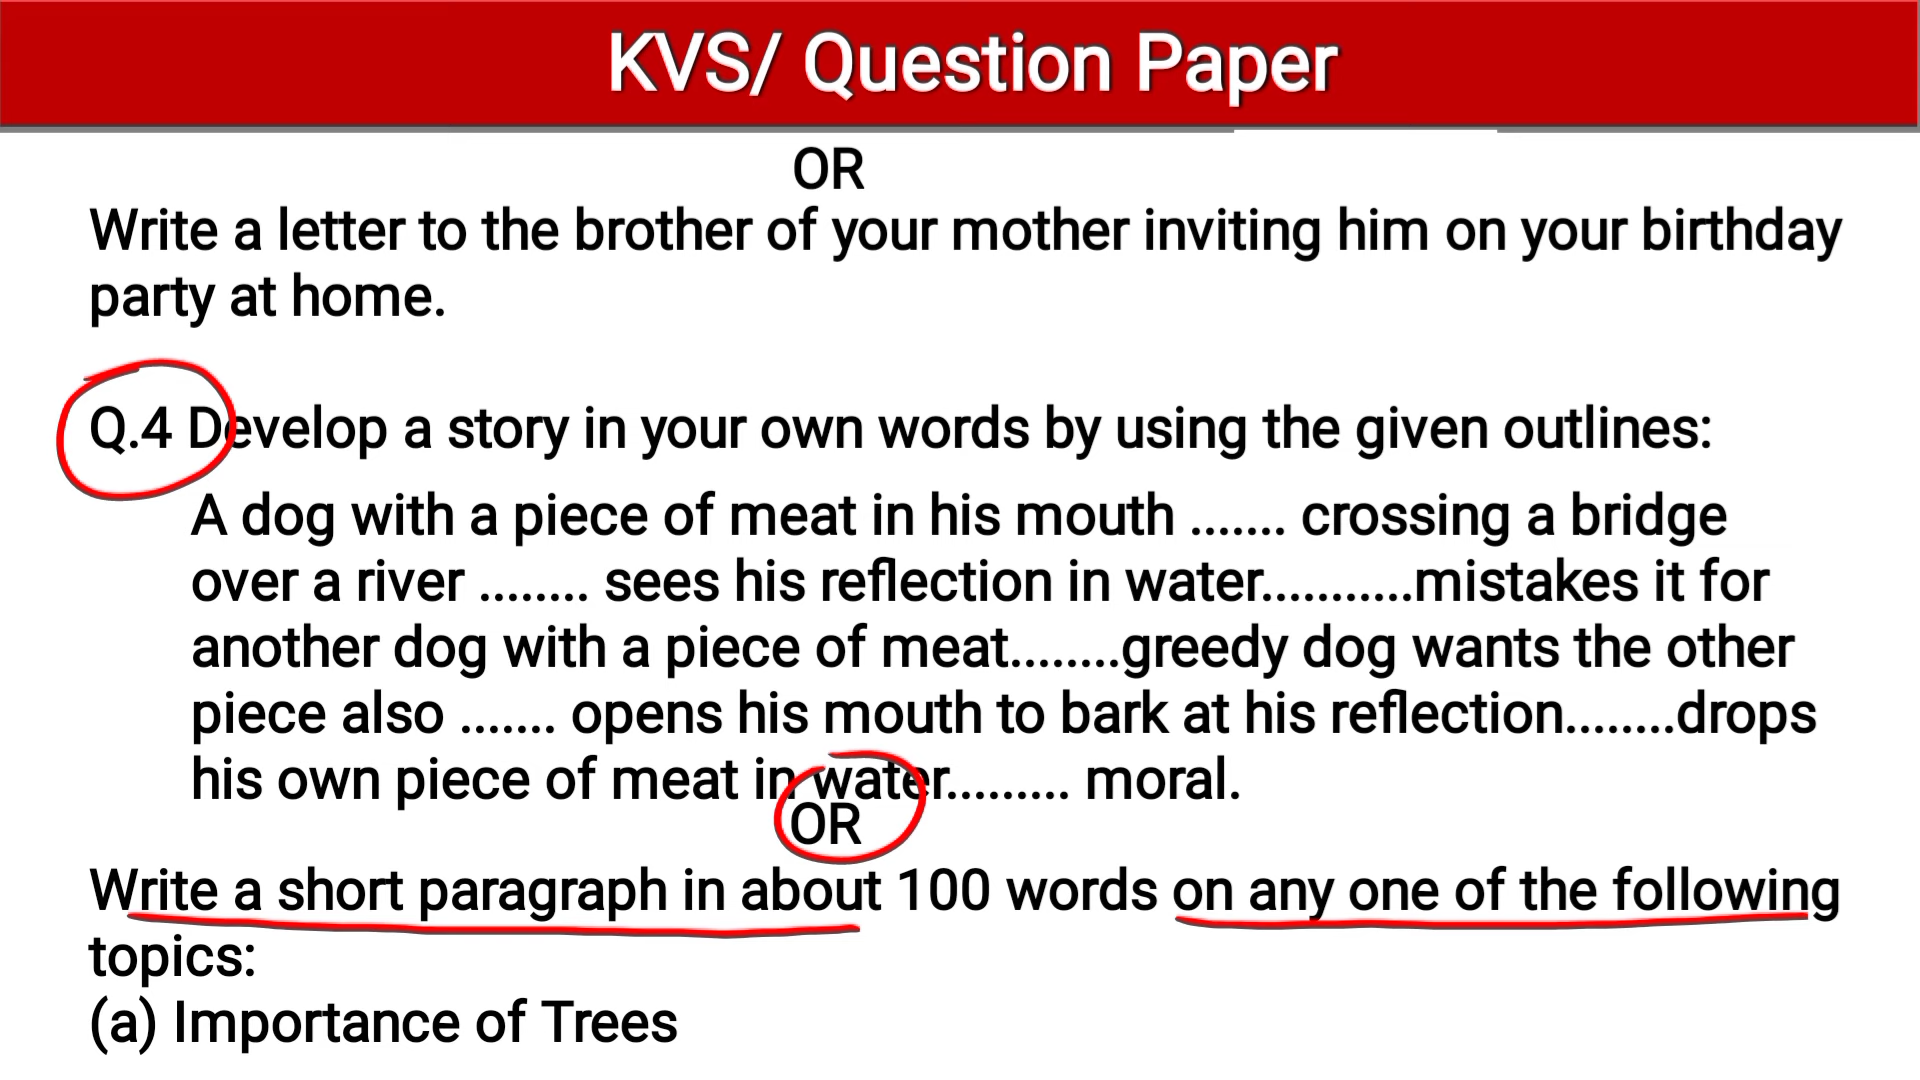 KVS/ Question Paper
OR
Write a letter to the brother of your mother inviting him on your birthday
party at home.
Q.4 Develop a story in your own words by using the given outlines:
A dog with a piece of meat in his mouth ....... crossing a bridge
over a river ........ sees his reflection in water...........mistakes it for
another dog with a piece of meat........greedy dog wants the other
piece also ....... opens his mouth to bark at his reflection........drops
his own piece of meat in water......... moral.
OR
Write a short paragraph in about 100 words on any one of the following
topics:
(a) Importance of Trees